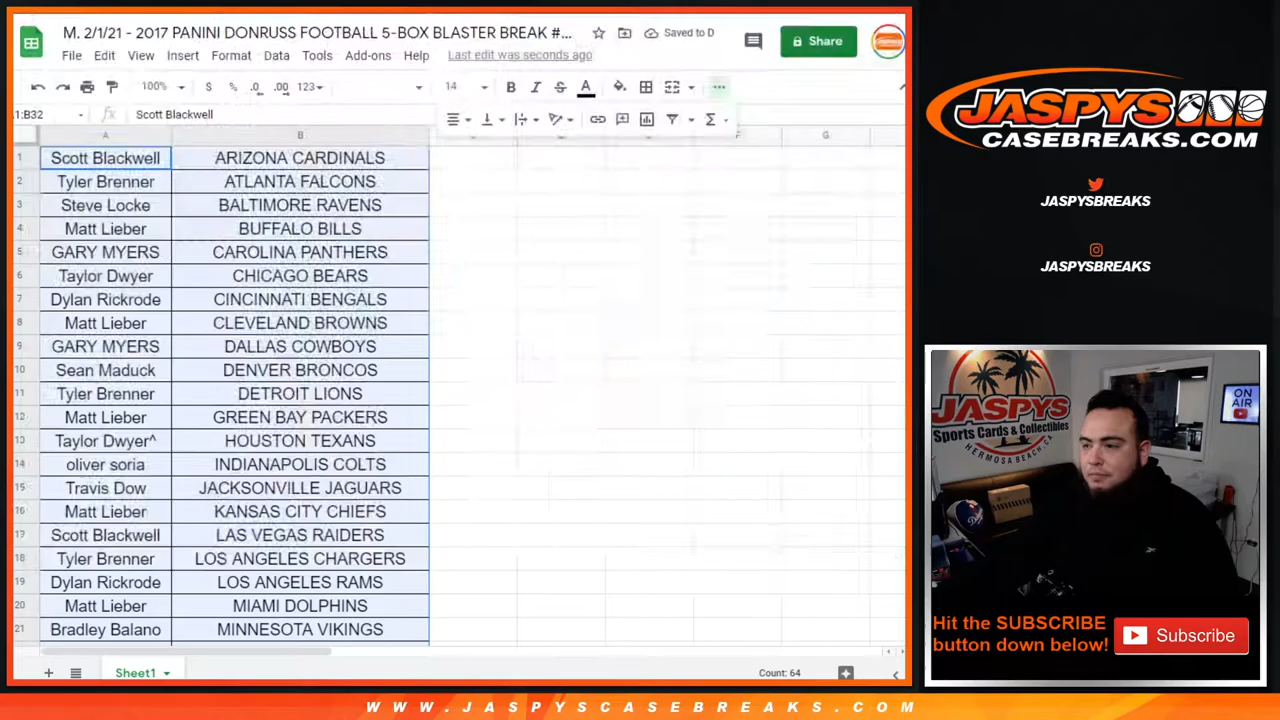 M. 2/1/21 - 2017 PANINI DONRUSS FOOTBALL 5-BOX BLASTER BREAK #...
Saved to D
Share
File Edit View Insert Format Data Tools Add-ons Help
Last edit was seconds ago
100% $ % .0 .00 123 14 B I S A
1:B32 fx Scott Blackwell
A B F G
1 Scott Blackwell ARIZONA CARDINALS
2 Tyler Brenner ATLANTA FALCONS
3 Steve Locke BALTIMORE RAVENS
4 Matt Lieber BUFFALO BILLS
5 GARY MYERS CAROLINA PANTHERS
6 Taylor Dwyer CHICAGO BEARS
7 Dylan Rickrode CINCINNATI BENGALS
8 Matt Lieber CLEVELAND BROWNS
9 GARY MYERS DALLAS COWBOYS
10 Sean Maduck DENVER BRONCOS
11 Tyler Brenner DETROIT LIONS
12 Matt Lieber GREEN BAY PACKERS
13 Taylor Dwyer^ HOUSTON TEXANS
14 oliver soria INDIANAPOLIS COLTS
15 Travis Dow JACKSONVILLE JAGUARS
16 Matt Lieber KANSAS CITY CHIEFS
17 Scott Blackwell LAS VEGAS RAIDERS
18 Tyler Brenner LOS ANGELES CHARGERS
19 Dylan Rickrode LOS ANGELES RAMS
20 Matt Lieber MIAMI DOLPHINS
21 Bradley Balano MINNESOTA VIKINGS
Sheet1
Count: 64
JASPYS
CASEBREAKS.COM
JASPYSBREAKS
JASPYSBREAKS
JASPYS
Sports Cards & Collectibles
HERMOSA BEACH, CA
ON
AIR
Hit the SUBSCRIBE
button down below!
Subscribe
WWW.JASPYSCASEBREAKS.COM